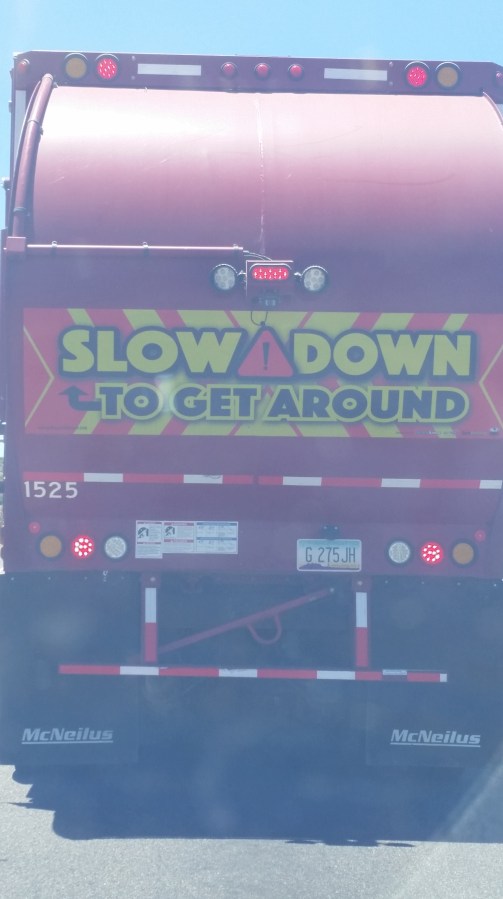 SLOW ! DOWN
TO GET AROUND
1525
G 275JH
McNeilus
McNeilus